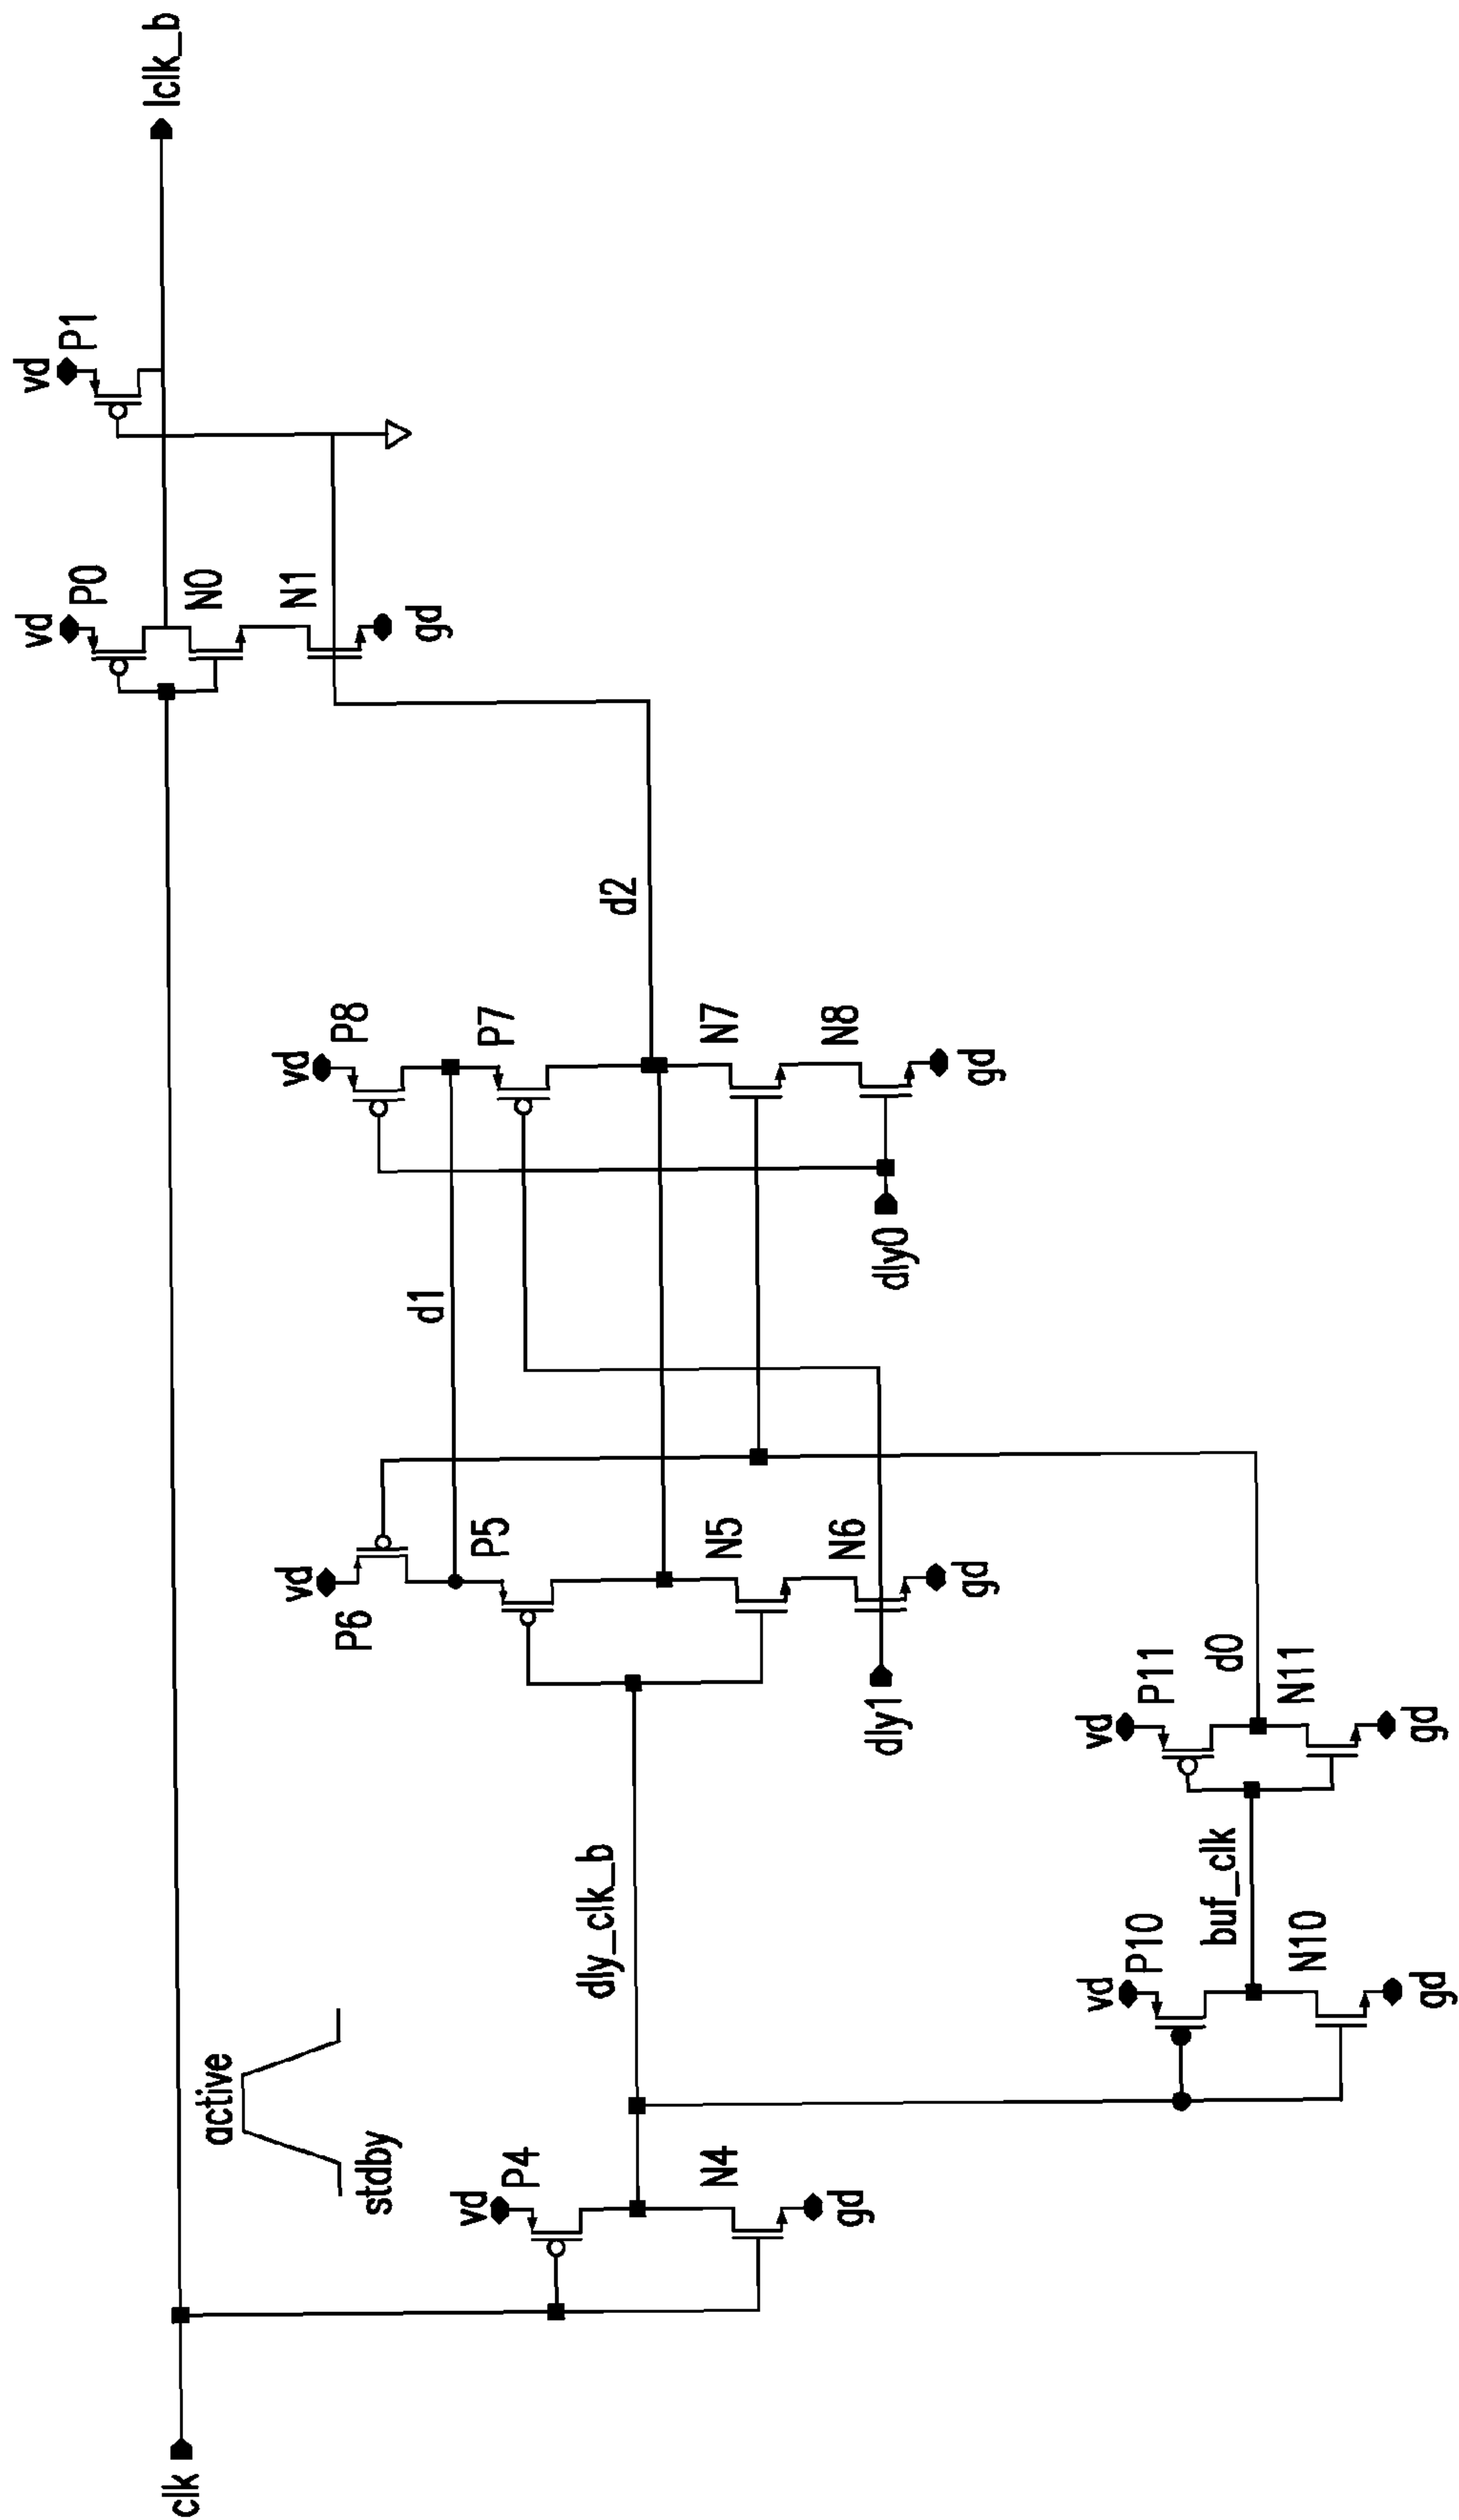 clk
active
stdby
vd
P4
N4
gd
dly_clk_b
vd
P10
buf_clk
N10
gd
vd
P11
d0
N11
gd
vd
P6
P5
N5
N6
gd
dly1
d1
vd
P8
P7
N7
N8
gd
dly0
d2
vd
P0
N0
N1
gd
vd
P1
lclk_b